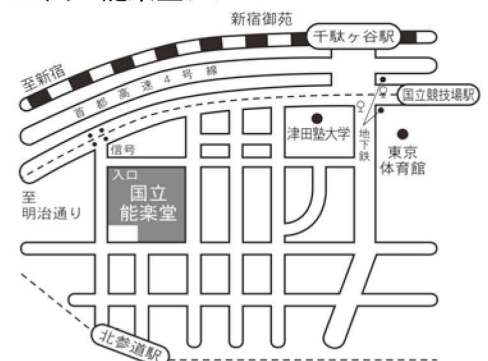 新宿御苑
千駄ヶ谷駅
至新宿
首都高速4号線
国立競技場駅
津田塾大学
地下鉄
東京
体育館
信号
入口
国立
能楽堂
至
明治通り
北参道駅